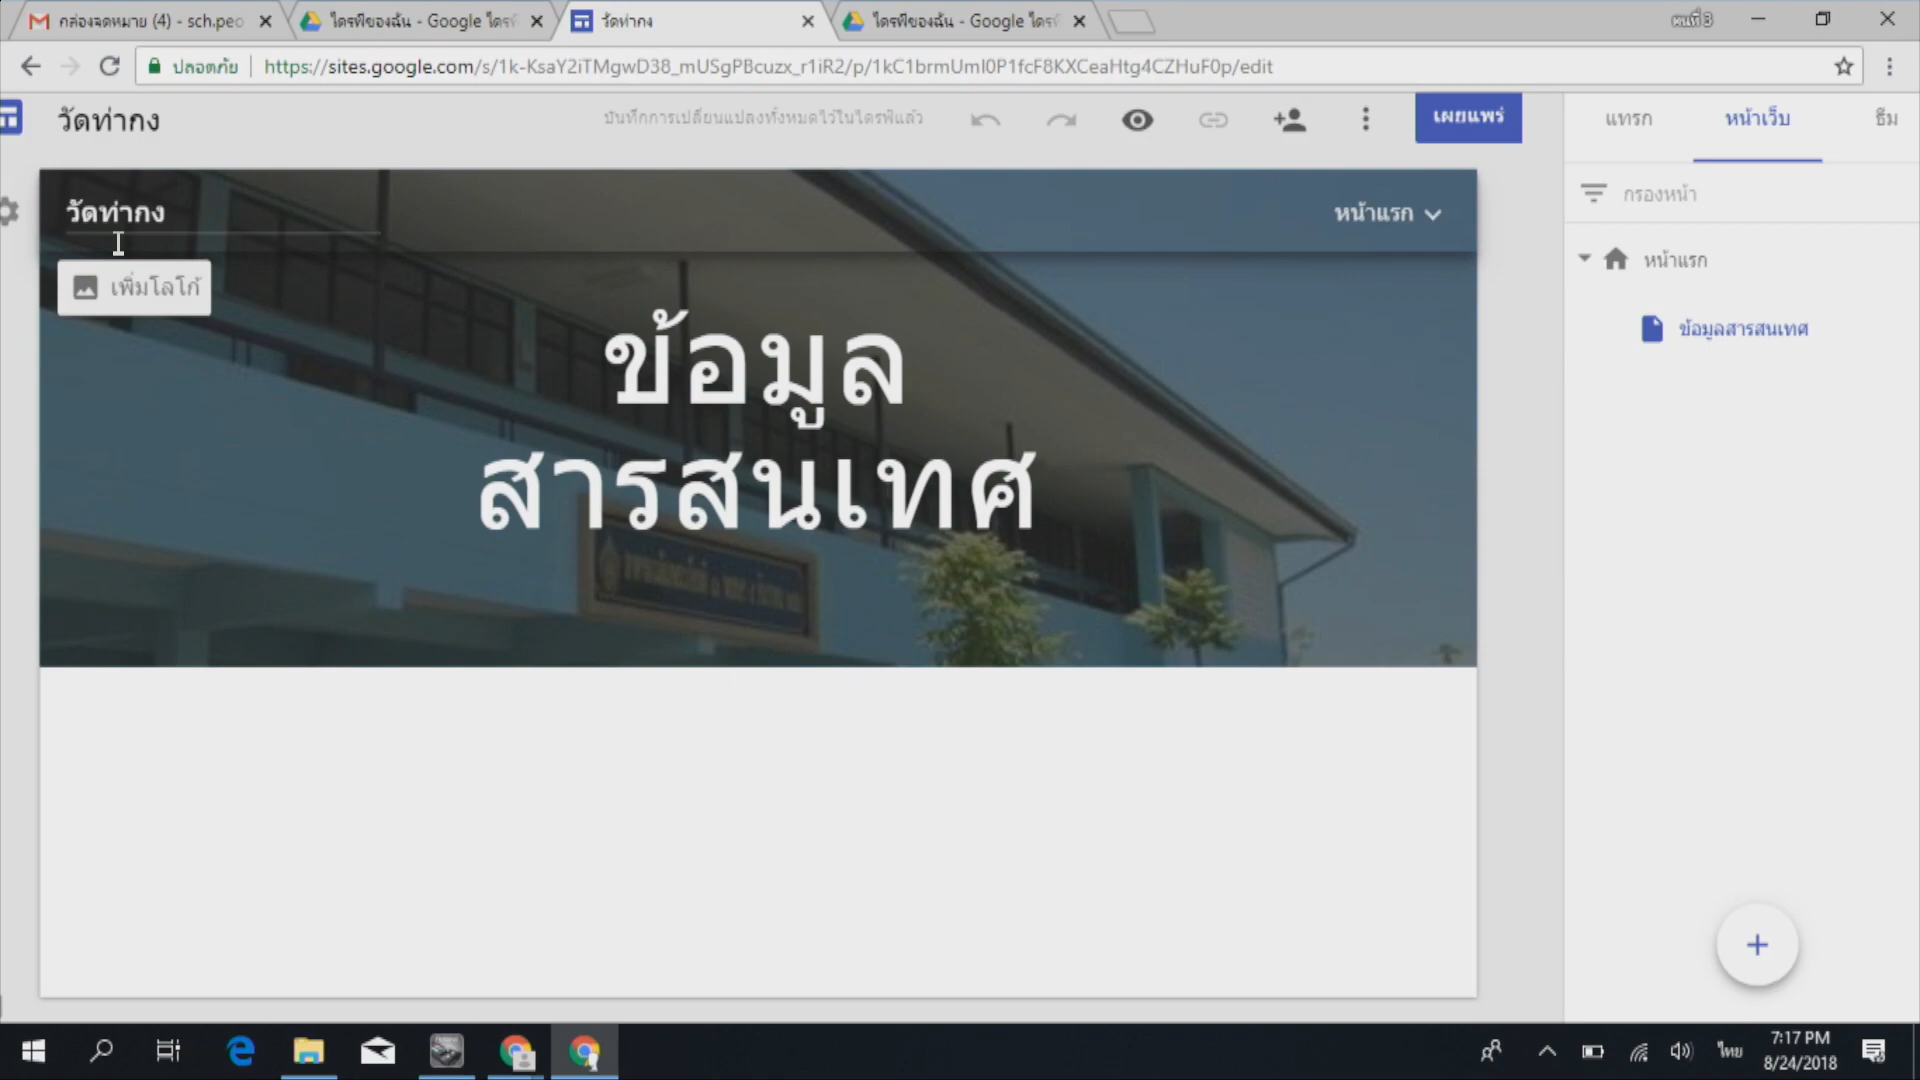 กล่องจดหมาย (4) - sch.peo
ไดรฟ์ของฉัน - Google ไดรฟ์
วัดท่ากง
ไดรฟ์ของฉัน - Google ไดรฟ์
คนที่ 3
ปลอดภัย
https://sites.google.com/s/1k-KsaY2iTMgwD38_mUSgPBcuzx_r1iR2/p/1kC1brmUmI0P1fcF8KXCeaHtg4CZHuF0p/edit
วัดท่ากง
บันทึกการเปลี่ยนแปลงทั้งหมดไว้ในไดรฟ์แล้ว
เผยแพร่
แทรก
หน้าเว็บ
ธีม
วัดท่ากง
หน้าแรก
กรองหน้า
เพิ่มโลโก้
หน้าแรก
ข้อมูลสารสนเทศ
ข้อมูล
สารสนเทศ
ไทย
7:17 PM
8/24/2018